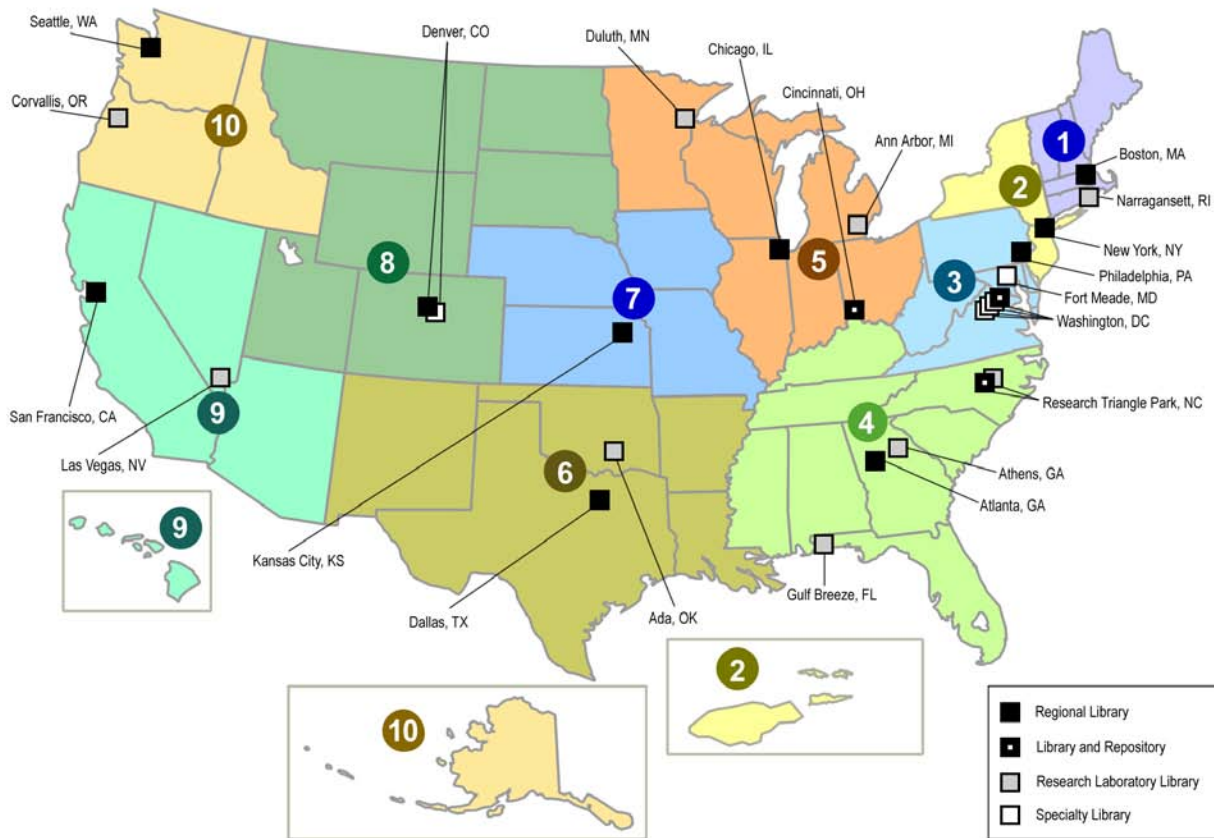 Seattle, WA
Denver, CO
Duluth, MN
Chicago, IL
Cincinnati, OH
Corvallis, OR
10
Ann Arbor, MI
1
Boston, MA
2
Narragansett, RI
New York, NY
8
5
3
Philadelphia, PA
7
Fort Meade, MD
Washington, DC
San Francisco, CA
9
Research Triangle Park, NC
4
Las Vegas, NV
6
Athens, GA
Atlanta, GA
9
Kansas City, KS
Gulf Breeze, FL
Dallas, TX
Ada, OK
2
10
Regional Library
Library and Repository
Research Laboratory Library
Specialty Library